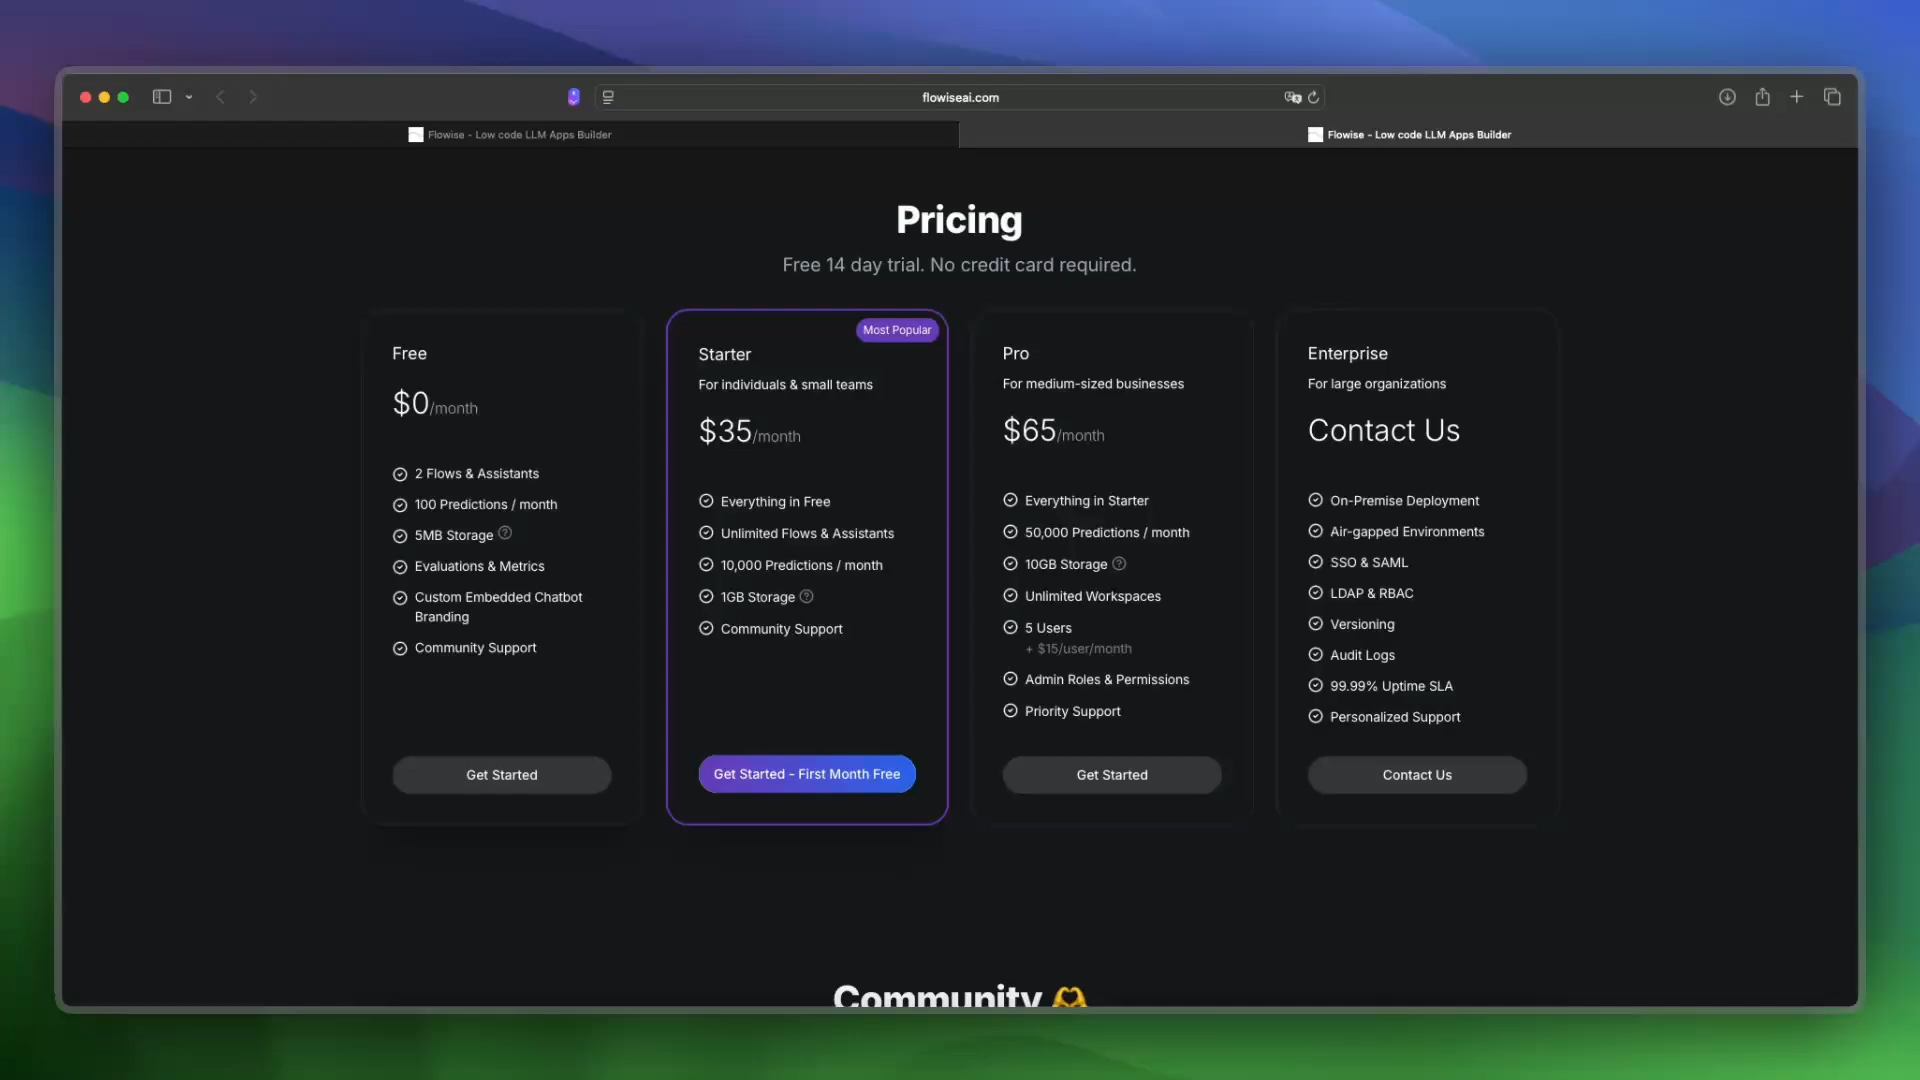 flowiseai.com
Flowise - Low code LLM Apps Builder
Flowise - Low code LLM Apps Builder
Pricing
Free 14 day trial. No credit card required.
Free
$0/month
2 Flows & Assistants
100 Predictions / month
5MB Storage
Evaluations & Metrics
Custom Embedded Chatbot
Branding
Community Support
Get Started
Most Popular
Starter
For individuals & small teams
$35/month
Everything in Free
Unlimited Flows & Assistants
10,000 Predictions / month
1GB Storage
Community Support
Get Started - First Month Free
Pro
For medium-sized businesses
$65/month
Everything in Starter
50,000 Predictions / month
10GB Storage
Unlimited Workspaces
5 Users
+ $15/user/month
Admin Roles & Permissions
Priority Support
Get Started
Enterprise
For large organizations
Contact Us
On-Premise Deployment
Air-gapped Environments
SSO & SAML
LDAP & RBAC
Versioning
Audit Logs
99.99% Uptime SLA
Personalized Support
Contact Us
Community 🫶